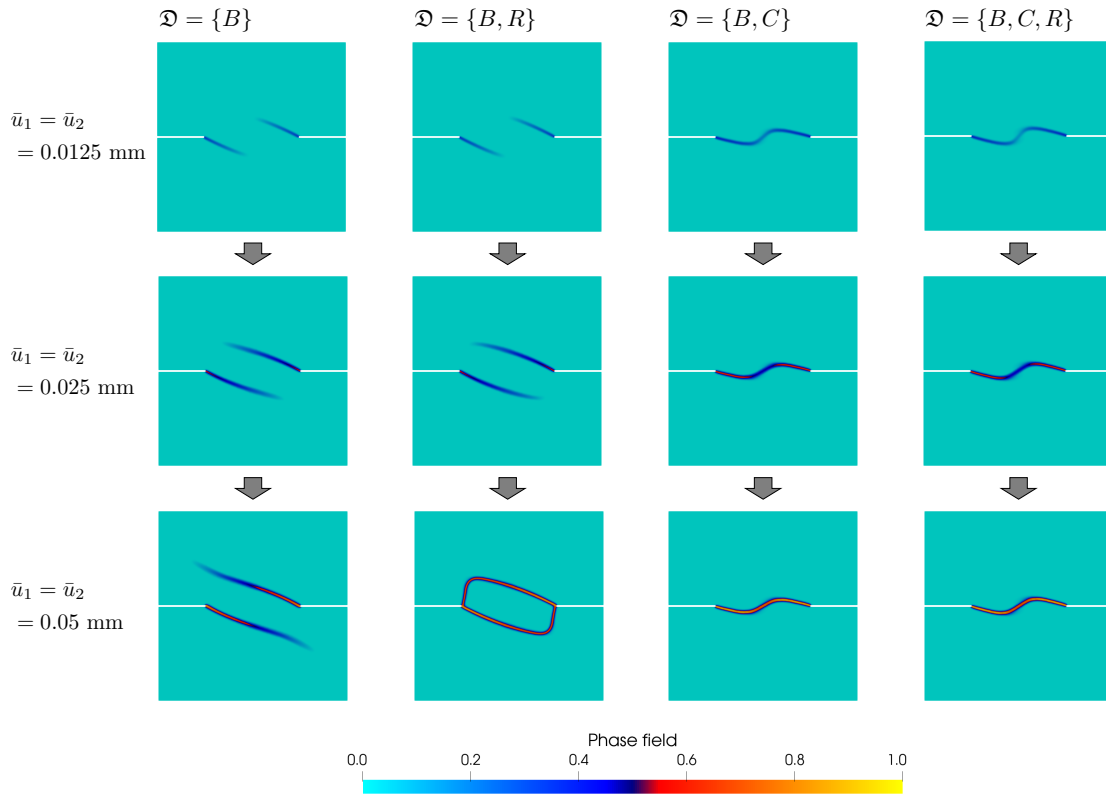 𝔇 = {B} 𝔇 = {B, R} 𝔇 = {B, C} 𝔇 = {B, C, R}
ū₁ = ū₂
= 0.0125 mm
ū₁ = ū₂
= 0.025 mm
ū₁ = ū₂
= 0.05 mm
Phase field
0.0 0.2 0.4 0.6 0.8 1.0